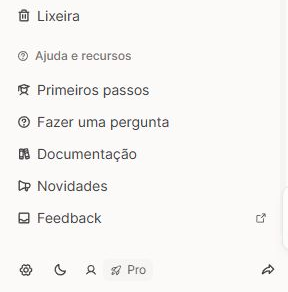 Lixeira
Ajuda e recursos
Primeiros passos
Fazer uma pergunta
Documentação
Novidades
Feedback
Pro